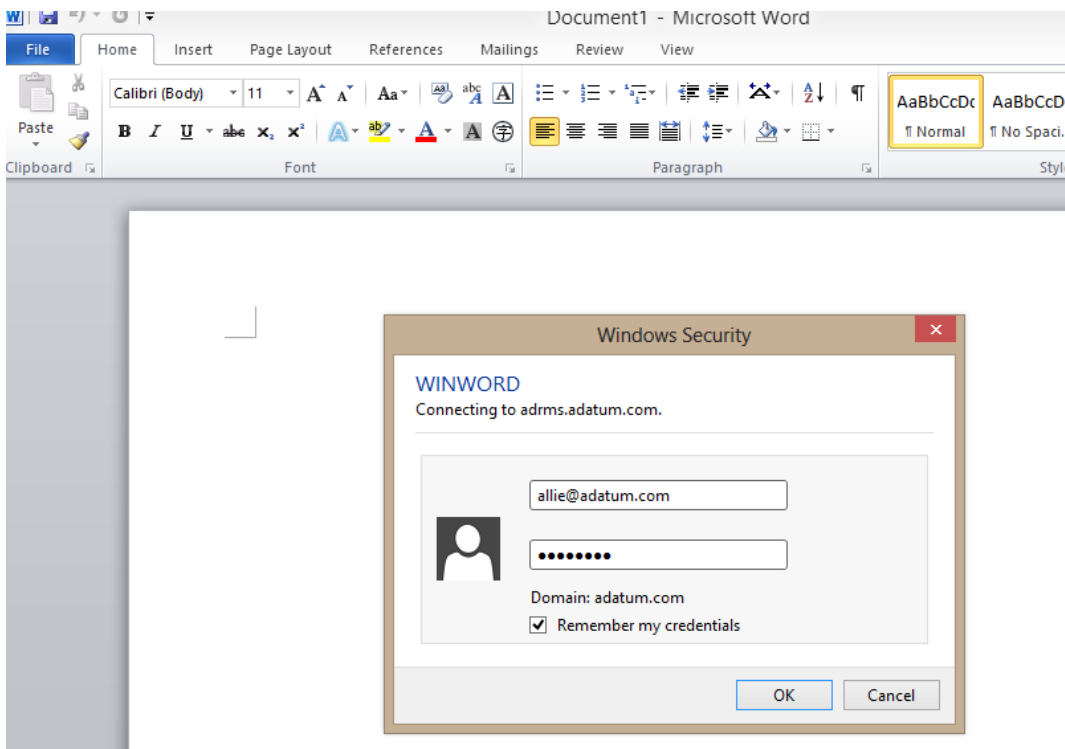 Document1 - Microsoft Word
File Home Insert Page Layout References Mailings Review View
Calibri (Body) 11 Aa AaBbCcDc AaBbCcD
Paste
¶ Normal ¶ No Spaci.
Clipboard Font Paragraph Styl
Windows Security
WINWORD
Connecting to adrms.adatum.com.
allie@adatum.com
••••••••
Domain: adatum.com
Remember my credentials
OK Cancel